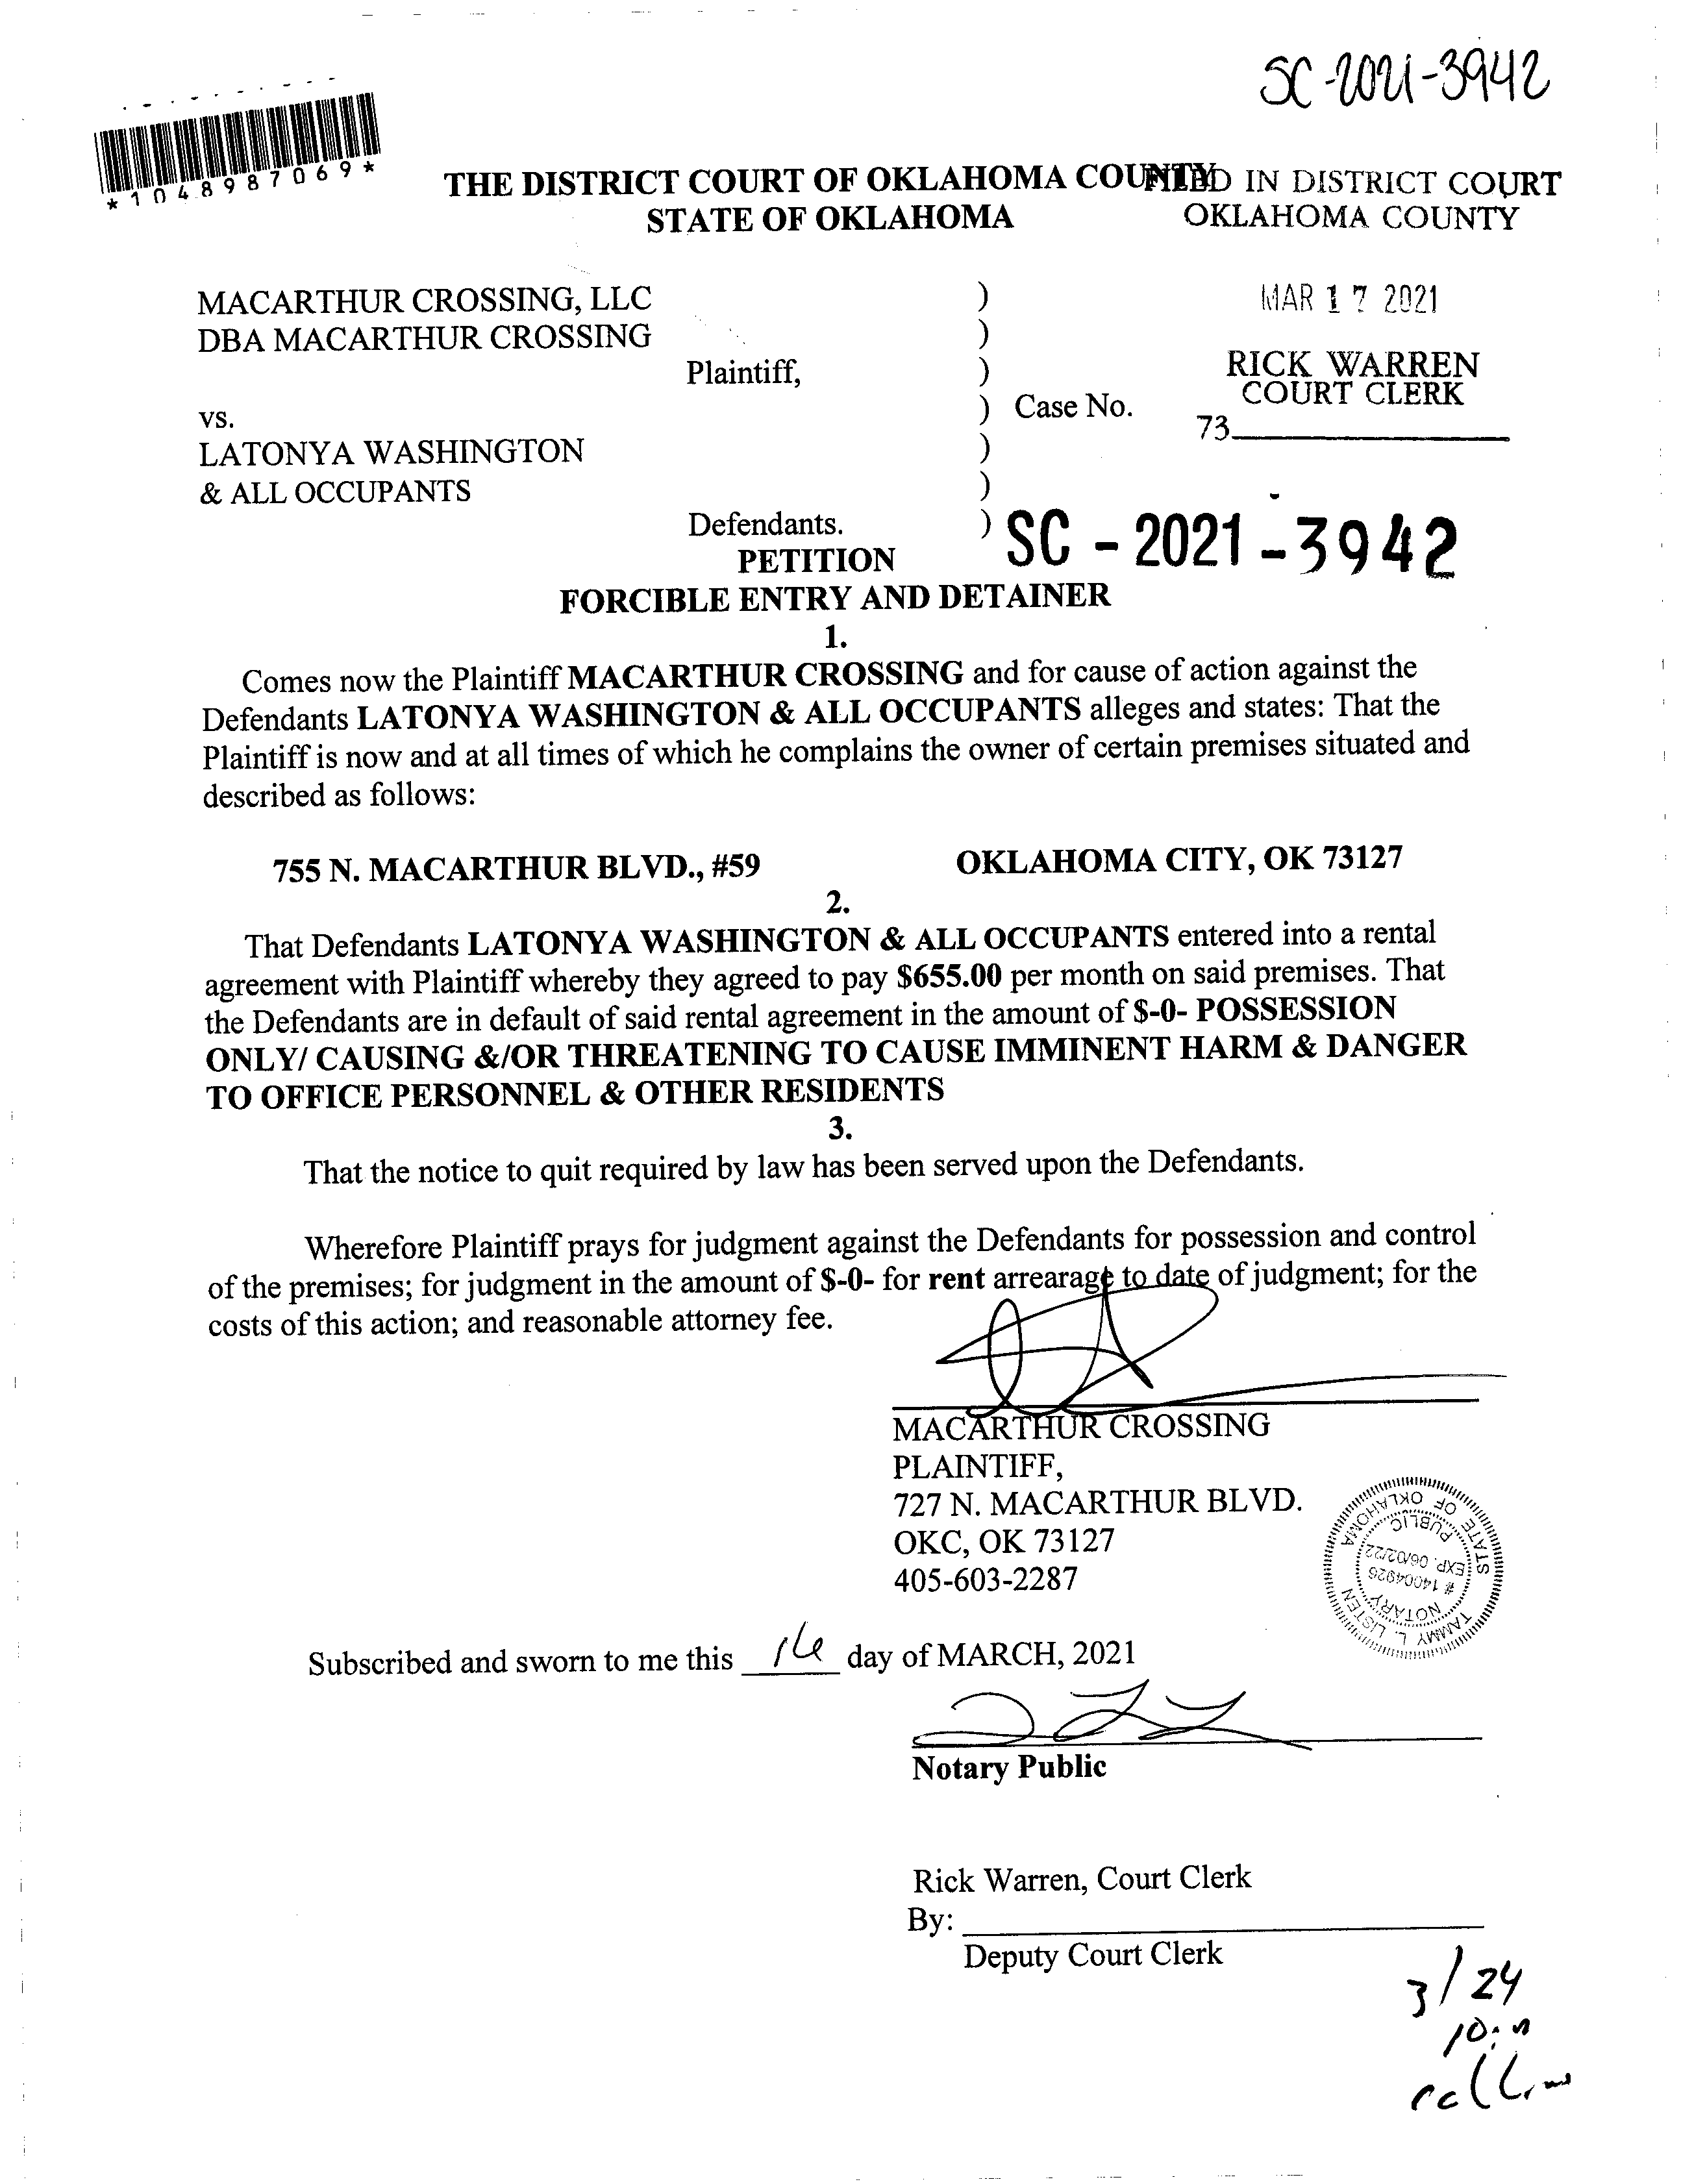 SC-2021-3942
*1048987069*
THE DISTRICT COURT OF OKLAHOMA COUNTY
STATE OF OKLAHOMA
FILED IN DISTRICT COURT
OKLAHOMA COUNTY
MAR 17 2021
RICK WARREN
COURT CLERK
73
MACARTHUR CROSSING, LLC )
DBA MACARTHUR CROSSING )
Plaintiff, )
vs. ) Case No.
LATONYA WASHINGTON )
& ALL OCCUPANTS )
Defendants. )
SC - 2021 - 3942
PETITION
FORCIBLE ENTRY AND DETAINER
1.
Comes now the Plaintiff MACARTHUR CROSSING and for cause of action against the
Defendants LATONYA WASHINGTON & ALL OCCUPANTS alleges and states: That the
Plaintiff is now and at all times of which he complains the owner of certain premises situated and
described as follows:
755 N. MACARTHUR BLVD., #59 OKLAHOMA CITY, OK 73127
2.
That Defendants LATONYA WASHINGTON & ALL OCCUPANTS entered into a rental
agreement with Plaintiff whereby they agreed to pay $655.00 per month on said premises. That
the Defendants are in default of said rental agreement in the amount of $-0- POSSESSION
ONLY/ CAUSING &/OR THREATENING TO CAUSE IMMINENT HARM & DANGER
TO OFFICE PERSONNEL & OTHER RESIDENTS
3.
That the notice to quit required by law has been served upon the Defendants.
Wherefore Plaintiff prays for judgment against the Defendants for possession and control
of the premises; for judgment in the amount of $-0- for rent arrearage to date of judgment; for the
costs of this action; and reasonable attorney fee.
MACARTHUR CROSSING
PLAINTIFF,
727 N. MACARTHUR BLVD.
OKC, OK 73127
405-603-2287
TAMMY L. LISTEN
NOTARY
# 14004926
EXP. 06/02/22
PUBLIC
STATE OF OKLAHOMA
Subscribed and sworn to me this 16 day of MARCH, 2021
Notary Public
Rick Warren, Court Clerk
By:
Deputy Court Clerk
3/24